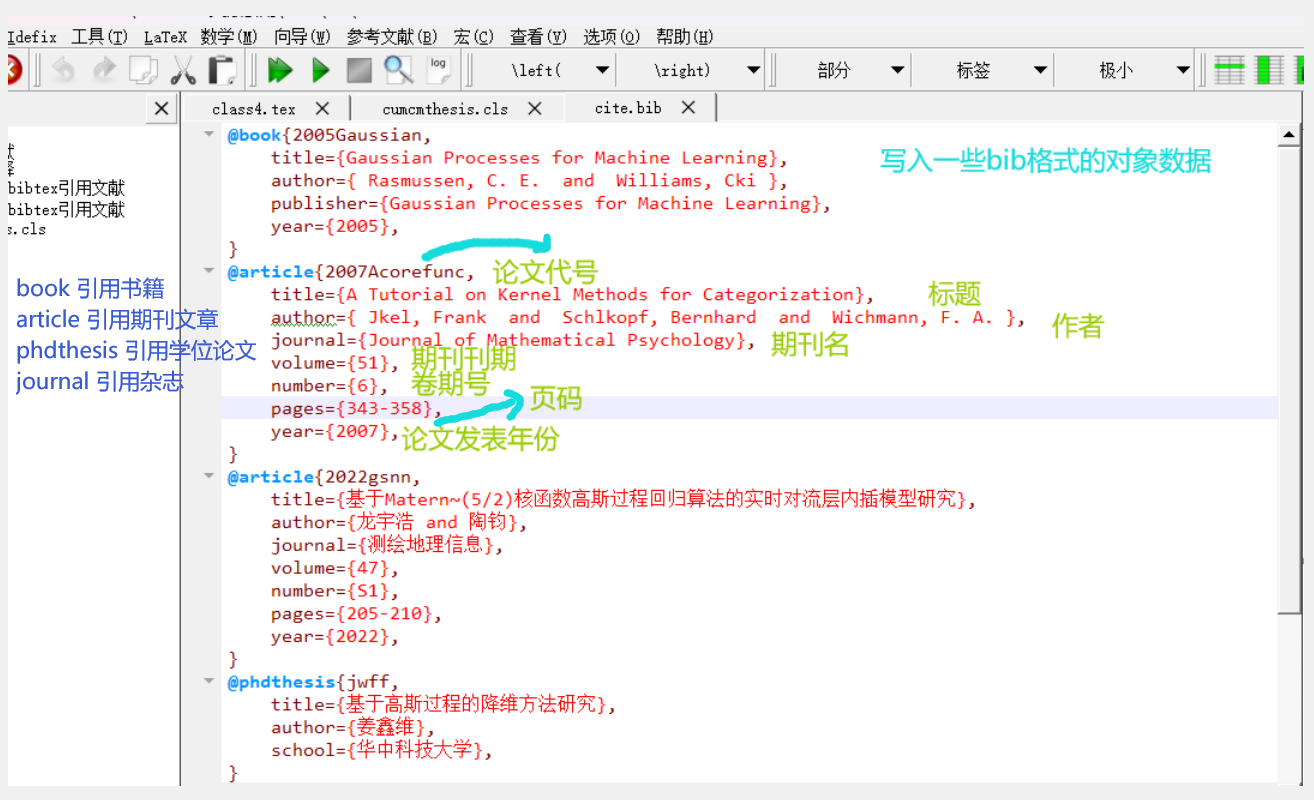 Idefix 工具(T) LaTeX 数学(M) 向导(W) 参考文献(B) 宏(C) 查看(V) 选项(O) 帮助(H)
log \left( \right) 部分 标签 极小
class4.tex cumcmthesis.cls cite.bib
bibtex引用文献
bibtex引用文献
s.cls
book 引用书籍
article 引用期刊文章
phdthesis 引用学位论文
journal 引用杂志
@book{2005Gaussian,
title={Gaussian Processes for Machine Learning},
写入一些bib格式的对象数据
author={ Rasmussen, C. E.  and  Williams, Cki },
publisher={Gaussian Processes for Machine Learning},
year={2005},
}
@article{2007Acorefunc, 论文代号
title={A Tutorial on Kernel Methods for Categorization}, 标题
author={ Jkel, Frank  and  Schlkopf, Bernhard  and  Wichmann, F. A. }, 作者
journal={Journal of Mathematical Psychology}, 期刊名
volume={51}, 期刊刊期
number={6}, 卷期号
pages={343-358}, 页码
year={2007}, 论文发表年份
}
@article{2022gsnn,
title={基于Matern~(5/2)核函数高斯过程回归算法的实时对流层内插模型研究},
author={龙宇浩 and 陶钧},
journal={测绘地理信息},
volume={47},
number={S1},
pages={205-210},
year={2022},
}
@phdthesis{jwff,
title={基于高斯过程的降维方法研究},
author={姜鑫维},
school={华中科技大学},
}